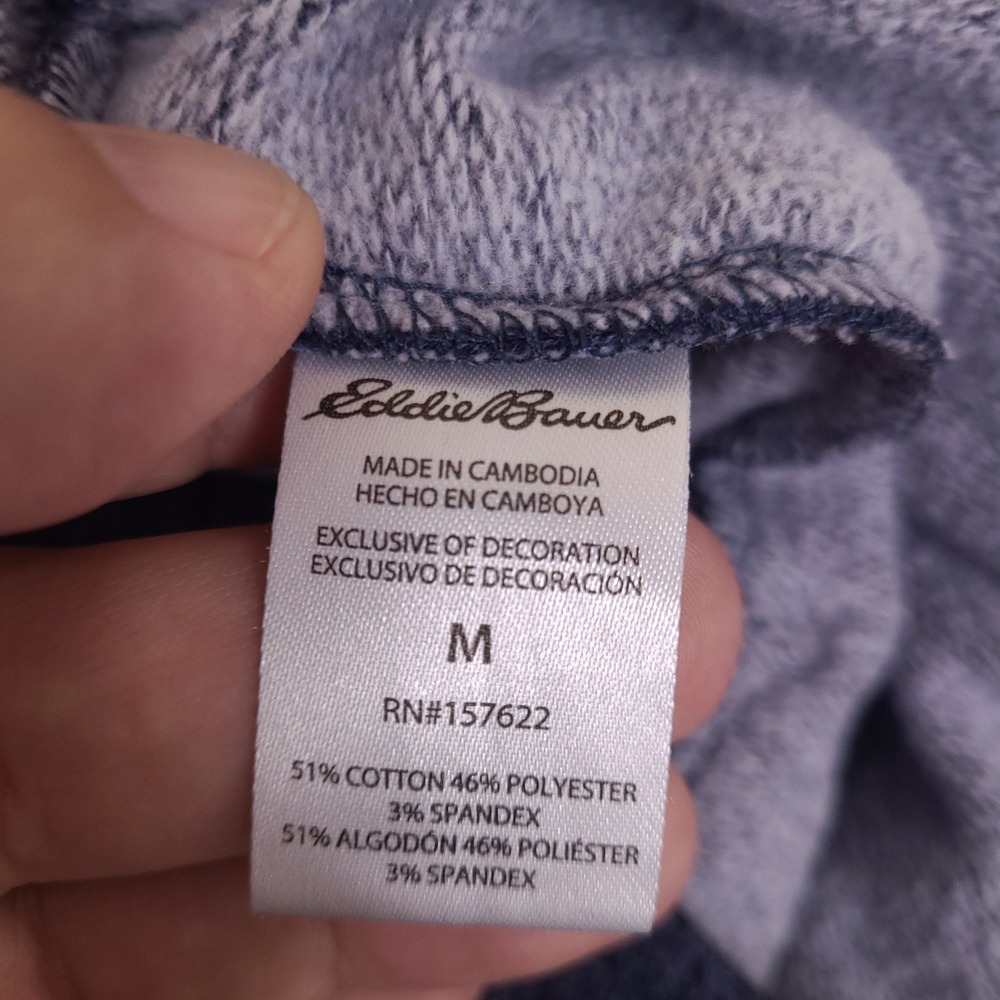 Eddie Bauer
MADE IN CAMBODIA
HECHO EN CAMBOYA
EXCLUSIVE OF DECORATION
EXCLUSIVO DE DECORACIÓN
M
RN#157622
51% COTTON 46% POLYESTER
3% SPANDEX
51% ALGODÓN 46% POLIÉSTER
3% SPANDEX